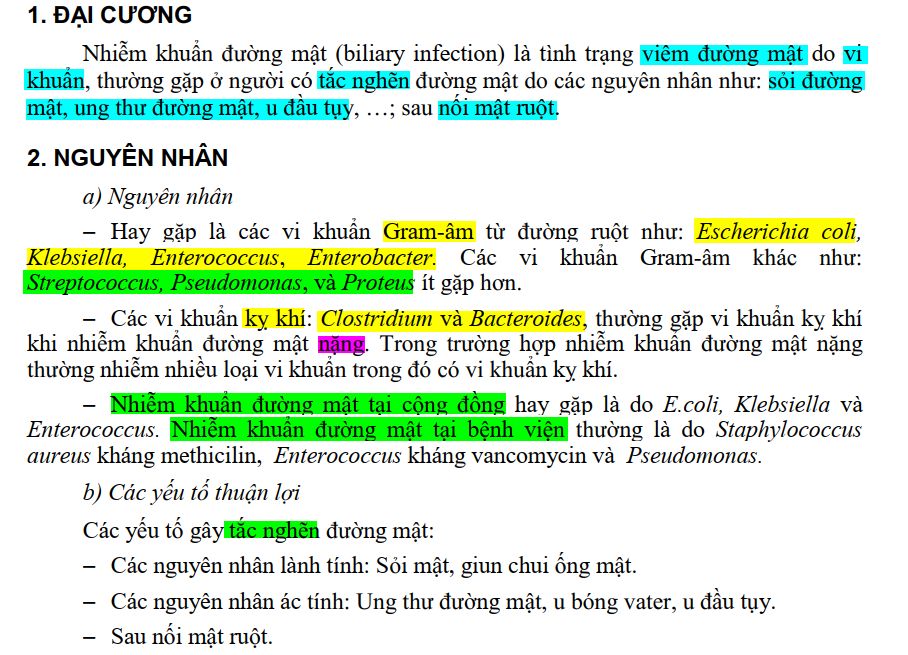 1. ĐẠI CƯƠNG
Nhiễm khuẩn đường mật (biliary infection) là tình trạng viêm đường mật do vi
khuẩn, thường gặp ở người có tắc nghẽn đường mật do các nguyên nhân như: sỏi đường
mật, ung thư đường mật, u đầu tụy, …; sau nối mật ruột.
2. NGUYÊN NHÂN
a) Nguyên nhân
– Hay gặp là các vi khuẩn Gram-âm từ đường ruột như: Escherichia coli,
Klebsiella, Enterococcus, Enterobacter. Các vi khuẩn Gram-âm khác như:
Streptococcus, Pseudomonas, và Proteus ít gặp hơn.
– Các vi khuẩn kỵ khí: Clostridium và Bacteroides, thường gặp vi khuẩn kỵ khí
khi nhiễm khuẩn đường mật nặng. Trong trường hợp nhiễm khuẩn đường mật nặng
thường nhiễm nhiều loại vi khuẩn trong đó có vi khuẩn kỵ khí.
– Nhiễm khuẩn đường mật tại cộng đồng hay gặp là do E.coli, Klebsiella và
Enterococcus. Nhiễm khuẩn đường mật tại bệnh viện thường là do Staphylococcus
aureus kháng methicilin, Enterococcus kháng vancomycin và Pseudomonas.
b) Các yếu tố thuận lợi
Các yếu tố gây tắc nghẽn đường mật:
– Các nguyên nhân lành tính: Sỏi mật, giun chui ống mật.
– Các nguyên nhân ác tính: Ung thư đường mật, u bóng vater, u đầu tụy.
– Sau nối mật ruột.